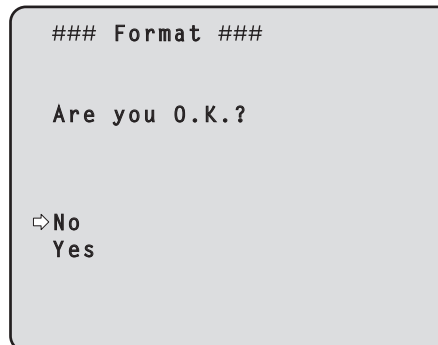 ### Format ###
Are you O.K.?
⇨No
Yes